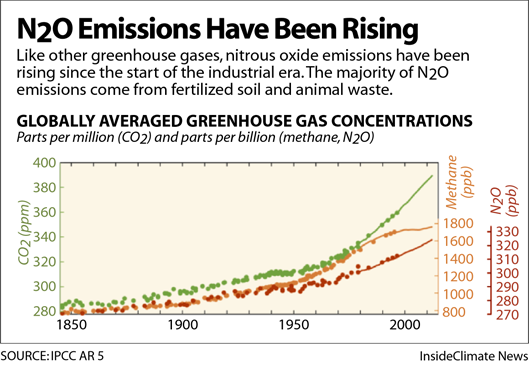 N2O Emissions Have Been Rising
Like other greenhouse gases, nitrous oxide emissions have been
rising since the start of the industrial era. The majority of N2O
emissions come from fertilized soil and animal waste.
GLOBALLY AVERAGED GREENHOUSE GAS CONCENTRATIONS
Parts per million (CO2) and parts per billion (methane, N2O)
CO2 (ppm)
400
380
360
340
320
300
280
Methane
(ppb)
1800
1600
1400
1200
1000
800
N2O
(ppb)
330
320
310
300
290
280
270
1850
1900
1950
2000
SOURCE: IPCC AR 5
InsideClimate News